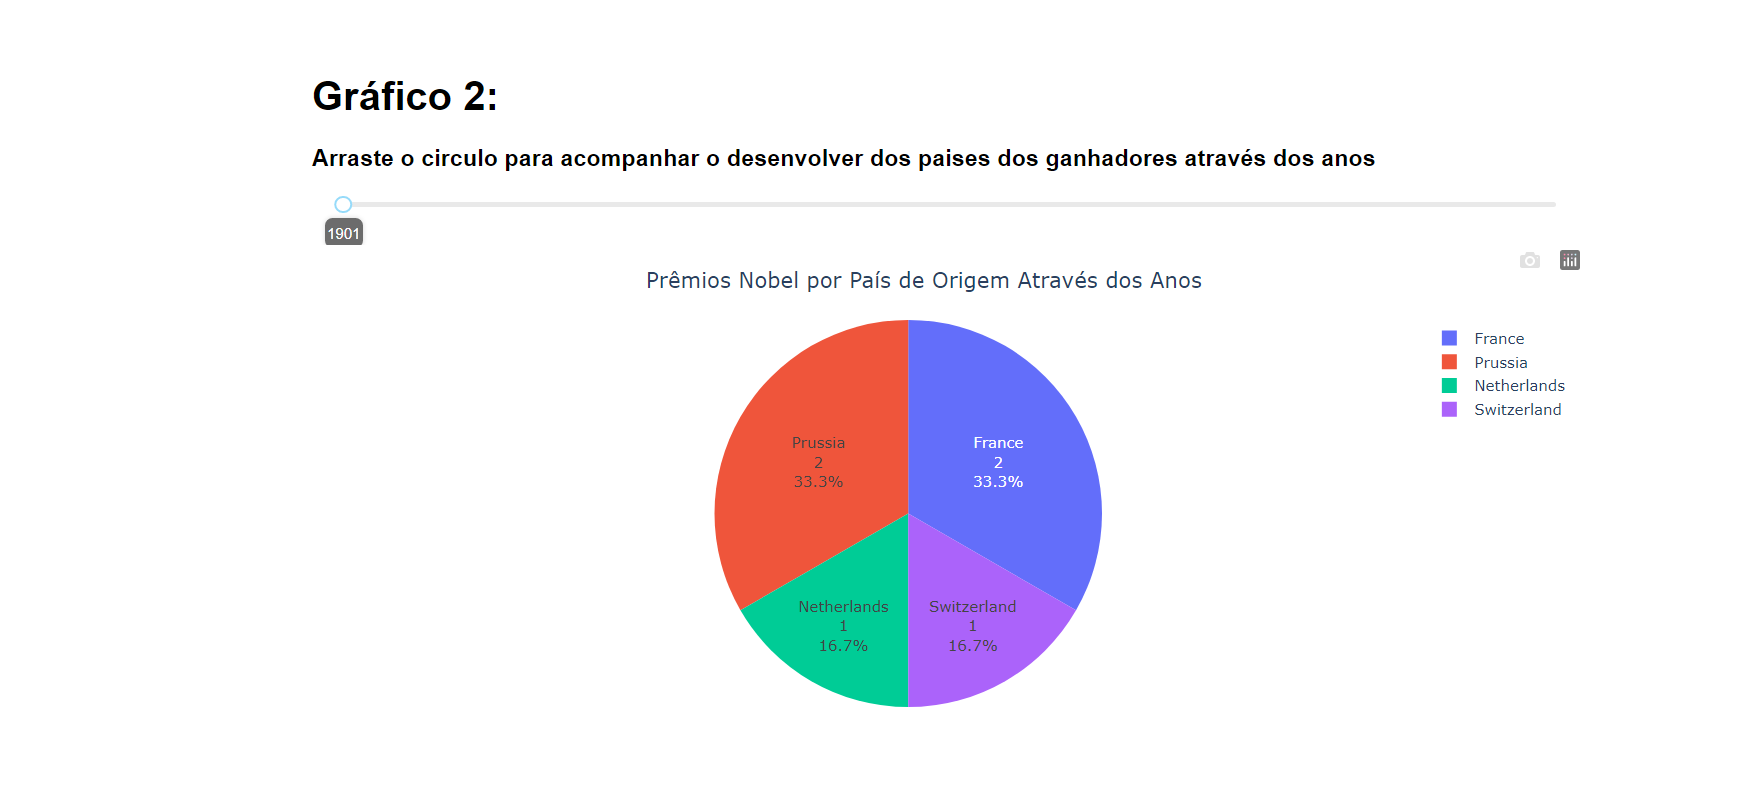 Gráfico 2:
Arraste o circulo para acompanhar o desenvolver dos paises dos ganhadores através dos anos
1901
Prêmios Nobel por País de Origem Através dos Anos
France
Prussia
Netherlands
Switzerland
Prussia
2
33.3%
France
2
33.3%
Netherlands
1
16.7%
Switzerland
1
16.7%